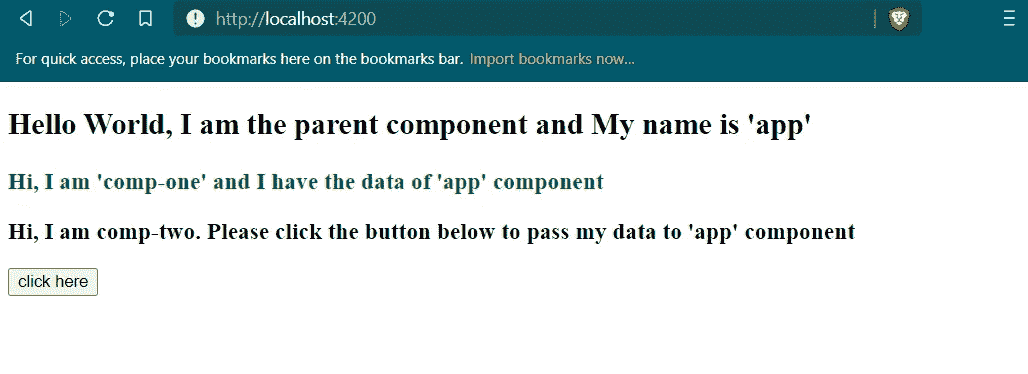 http://localhost:4200
For quick access, place your bookmarks here on the bookmarks bar. Import bookmarks now...
Hello World, I am the parent component and My name is 'app'
Hi, I am 'comp-one' and I have the data of 'app' component
Hi, I am comp-two. Please click the button below to pass my data to 'app' component
click here